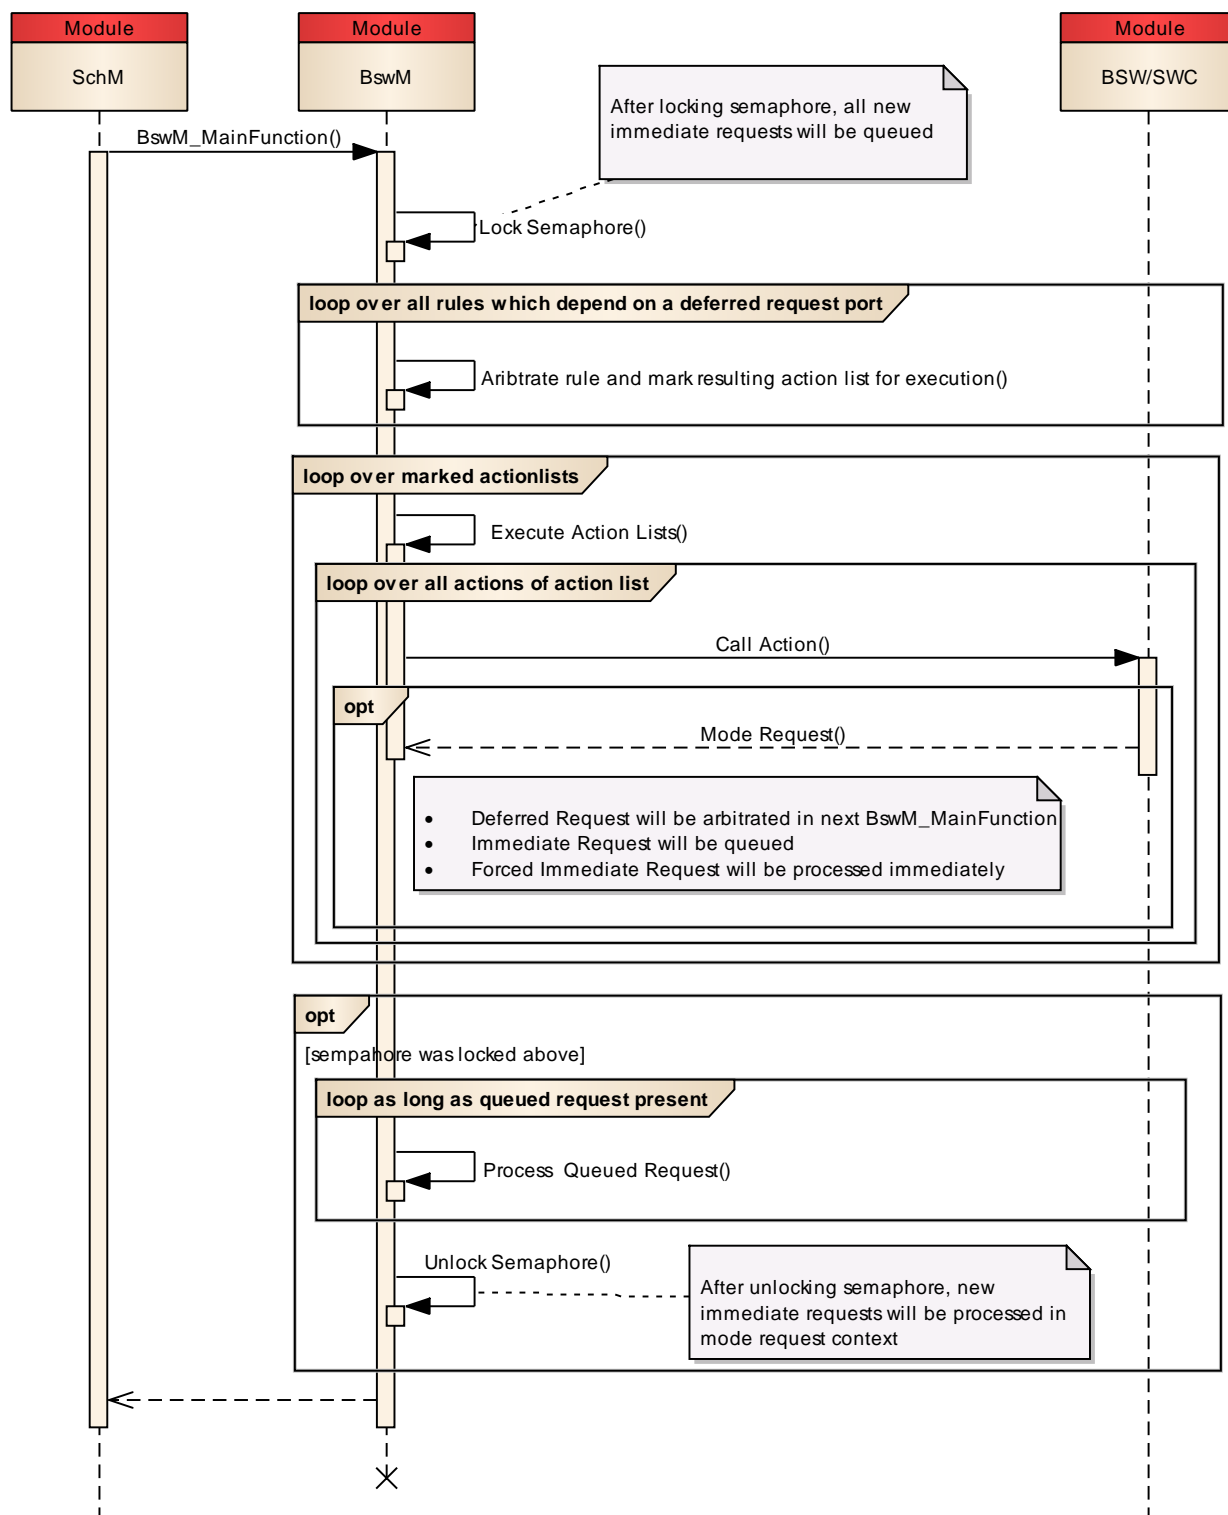 Module
Module
Module
SchM
BswM
BSW/SWC
After locking semaphore, all new
immediate requests will be queued
BswM_MainFunction()
Lock Semaphore()
loop over all rules which depend on a deferred request port
Aribtrate rule and mark resulting action list for execution()
loop over marked actionlists
Execute Action Lists()
loop over all actions of action list
Call Action()
opt
Mode Request()
• Deferred Request will be arbitrated in next BswM_MainFunction
• Immediate Request will be queued
• Forced Immediate Request will be processed immediately
opt
[sempahore was locked above]
loop as long as queued request present
Process Queued Request()
Unlock Semaphore()
After unlocking semaphore, new
immediate requests will be processed in
mode request context